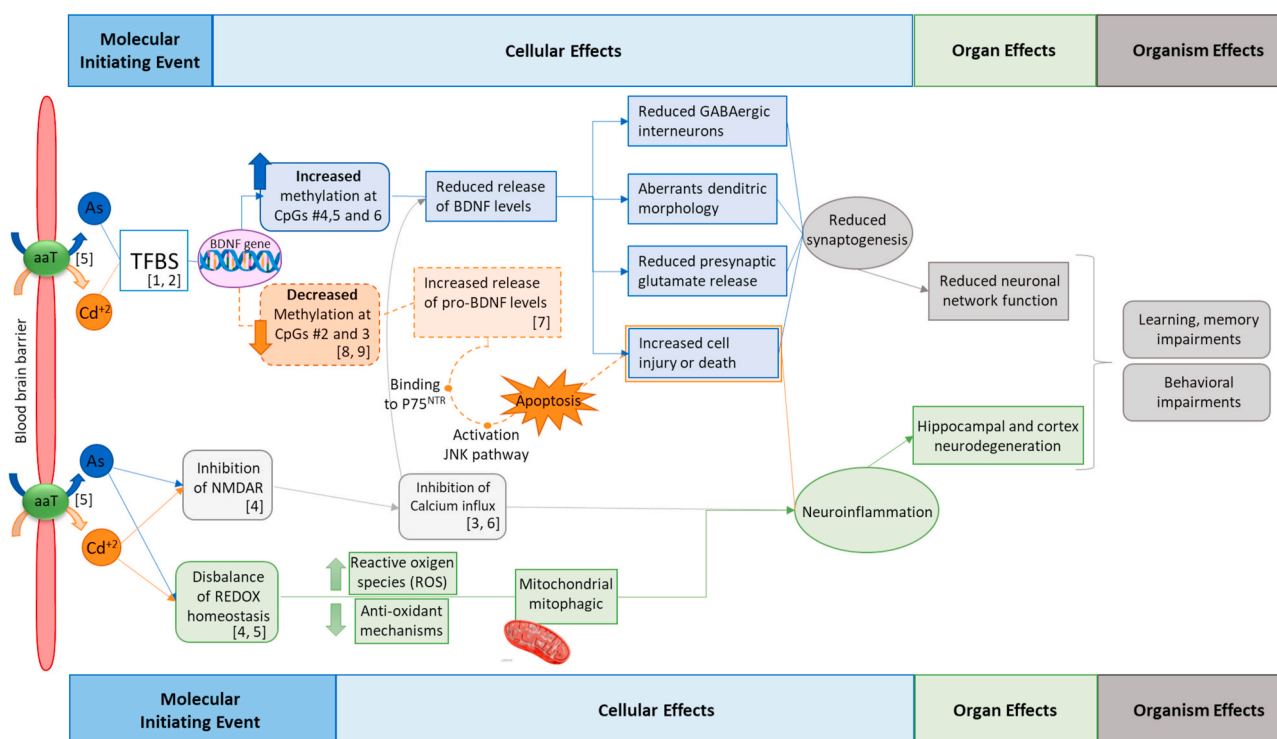 Molecular
Initiating Event
Cellular Effects
Organ Effects
Organism Effects
Blood brain barrier
As
aaT
[5]
Cd+2
TFBS
[1, 2]
BDNF gene
Increased
methylation at
CpGs #4,5 and 6
Decreased
Methylation at
CpGs #2 and 3
[8, 9]
Reduced release
of BDNF levels
Increased release
of pro-BDNF levels
[7]
Binding
to P75NTR
Activation
JNK pathway
Apoptosis
Reduced GABAergic
interneurons
Aberrants denditric
morphology
Reduced presynaptic
glutamate release
Increased cell
injury or death
Reduced
synaptogenesis
Reduced neuronal
network function
Learning, memory
impairments
Behavioral
impairments
Hippocampal and cortex
neurodegeneration
Neuroinflammation
As
aaT
[5]
Cd+2
Inhibition
of NMDAR
[4]
Inhibition of
Calcium influx
[3, 6]
Disbalance
of REDOX
homeostasis
[4, 5]
Reactive oxigen
species (ROS)
Anti-oxidant
mechanisms
Mitochondrial
mitophagic
Molecular
Initiating Event
Cellular Effects
Organ Effects
Organism Effects